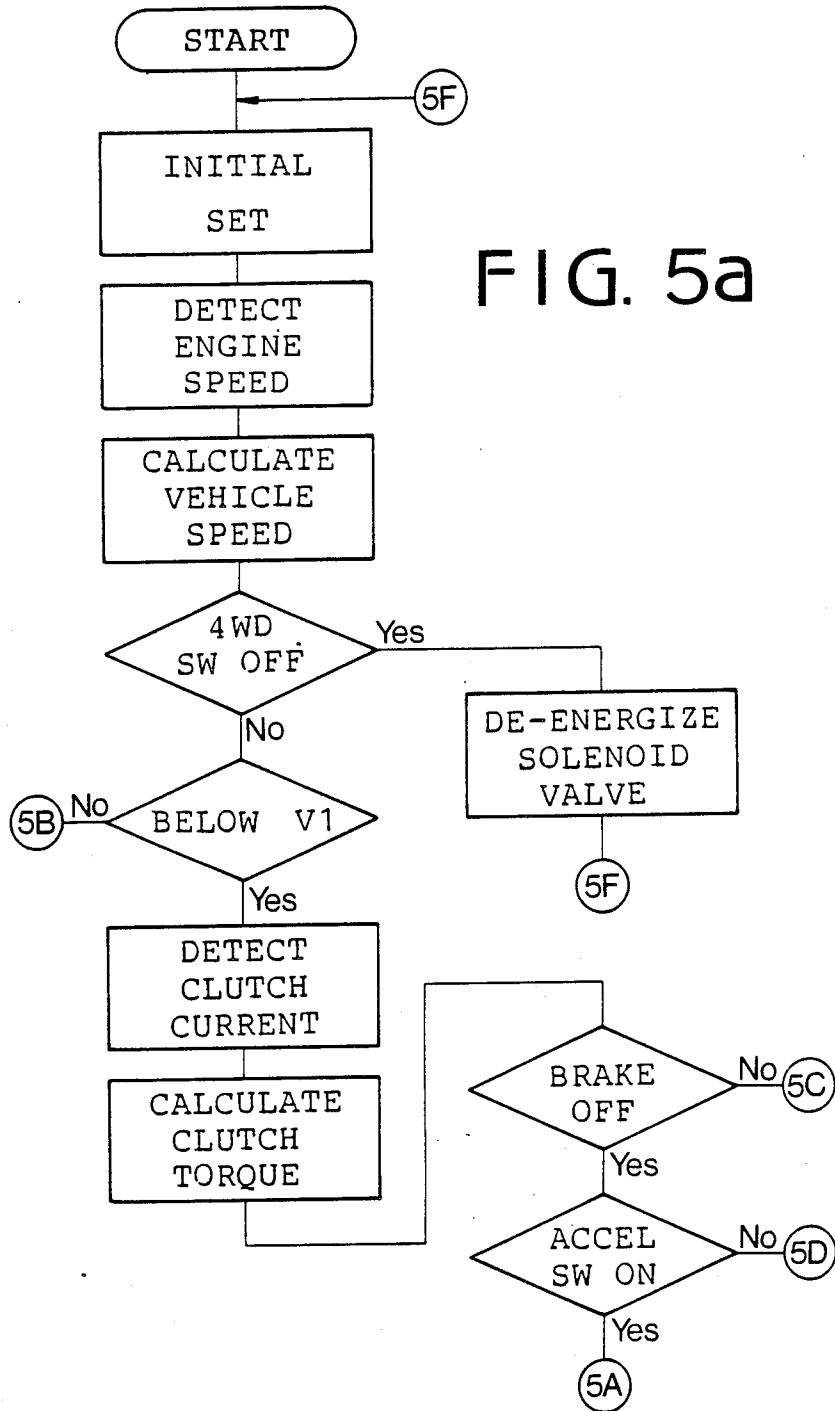 START
5F
INITIAL
SET
FIG. 5a
DETECT
ENGINE
SPEED
CALCULATE
VEHICLE
SPEED
4WD
SW OFF
Yes
No
DE-ENERGIZE
SOLENOID
VALVE
5F
BELOW V1
No
5B
Yes
DETECT
CLUTCH
CURRENT
CALCULATE
CLUTCH
TORQUE
BRAKE
OFF
No
5C
Yes
ACCEL
SW ON
No
5D
Yes
5A